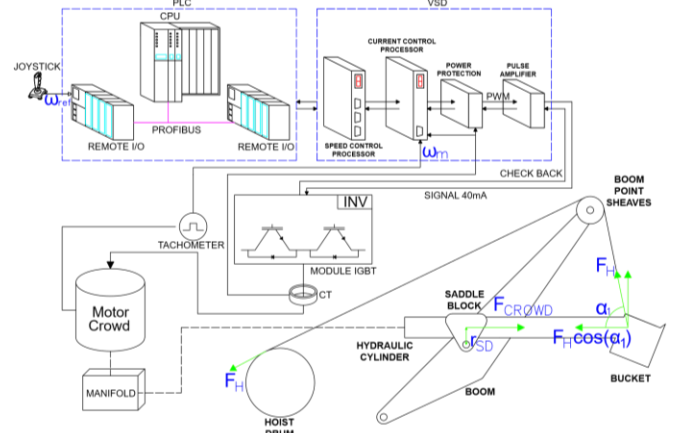 PLC
VSD
CPU
JOYSTICK
ωref
PROFIBUS
REMOTE I/O
REMOTE I/O
CURRENT CONTROL
PROCESSOR
POWER
PROTECTION
PULSE
AMPLIFIER
PWM
SPEED CONTROL
PROCESSOR
ωm
CHECK BACK
SIGNAL 40mA
INV
MODULE IGBT
TACHOMETER
CT
BOOM
POINT
SHEAVES
Motor
Crowd
MANIFOLD
HYDRAULIC
CYLINDER
SADDLE
BLOCK
FCROWD
rSD
FH
α1
FHcos(α1)
BUCKET
BOOM
FH
HOIST
DRUM